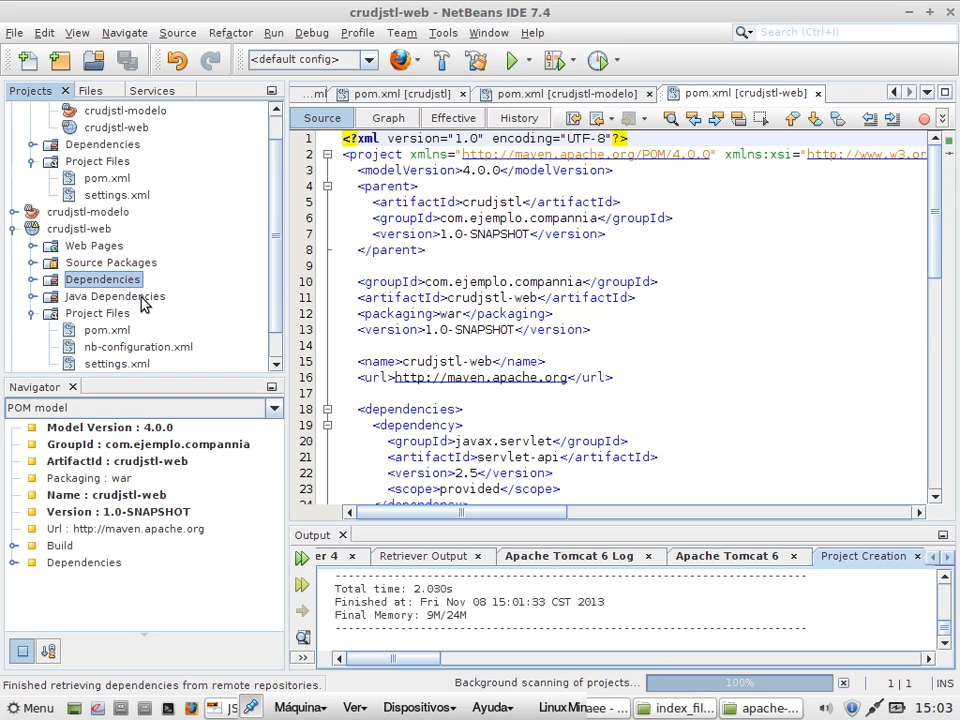 crudjstl-web - NetBeans IDE 7.4
File Edit View Navigate Source Refactor Run Debug Profile Team Tools Window Help
Search (Ctrl+I)
<default config>
Projects Files Services
crudjstl-modelo
crudjstl-web
Dependencies
Project Files
pom.xml
settings.xml
crudjstl-modelo
crudjstl-web
Web Pages
Source Packages
Dependencies
Java Dependencies
Project Files
pom.xml
nb-configuration.xml
settings.xml
Navigator
POM model
Model Version : 4.0.0
GroupId : com.ejemplo.compannia
ArtifactId : crudjstl-web
Packaging : war
Name : crudjstl-web
Version : 1.0-SNAPSHOT
Url : http://maven.apache.org
Build
Dependencies
...ml pom.xml [crudjstl] pom.xml [crudjstl-modelo] pom.xml [crudjstl-web]
Source Graph Effective History
1 <?xml version="1.0" encoding="UTF-8"?>
2 <project xmlns="http://maven.apache.org/POM/4.0.0" xmlns:xsi="http://www.w3.or
3 <modelVersion>4.0.0</modelVersion>
4 <parent>
5 <artifactId>crudjstl</artifactId>
6 <groupId>com.ejemplo.compannia</groupId>
7 <version>1.0-SNAPSHOT</version>
8 </parent>
9
10 <groupId>com.ejemplo.compannia</groupId>
11 <artifactId>crudjstl-web</artifactId>
12 <packaging>war</packaging>
13 <version>1.0-SNAPSHOT</version>
14
15 <name>crudjstl-web</name>
16 <url>http://maven.apache.org</url>
17
18 <dependencies>
19 <dependency>
20 <groupId>javax.servlet</groupId>
21 <artifactId>servlet-api</artifactId>
22 <version>2.5</version>
23 <scope>provided</scope>
24 </dependency>
Output
er 4 Retriever Output Apache Tomcat 6 Log Apache Tomcat 6 Project Creation
------------------------------------------------------------------------
Total time: 2.030s
Finished at: Fri Nov 08 15:01:33 CST 2013
Final Memory: 9M/24M
------------------------------------------------------------------------
Finished retrieving dependencies from remote repositories.
Background scanning of projects... 100% 1 | 1 INS
Menu JS Máquina Ver Dispositivos Ayuda LinuxMin aee - ... index_fil... apache-... 15:03